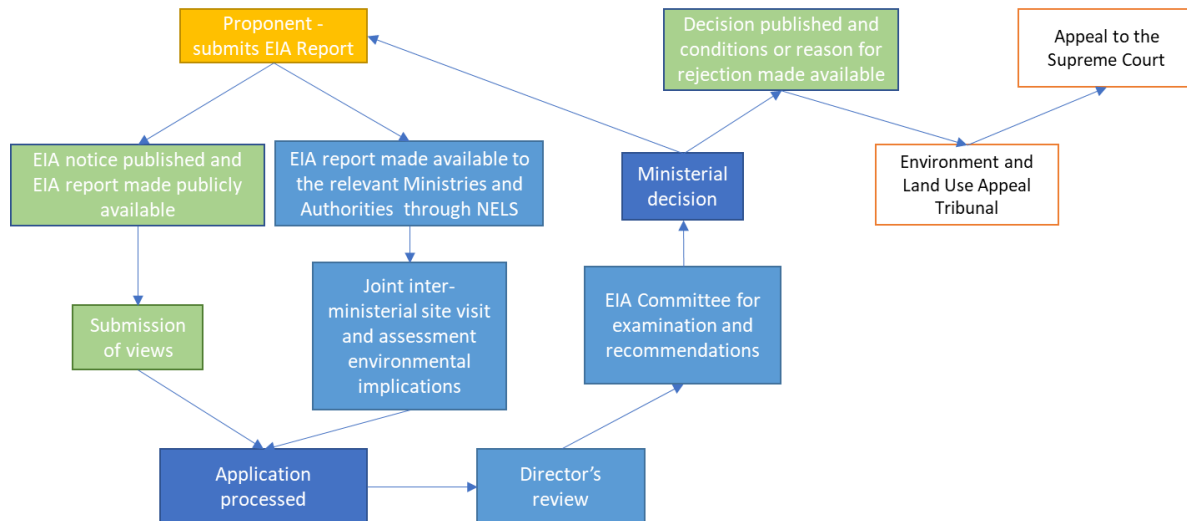 Proponent -
submits EIA Report
Decision published and
conditions or reason for
rejection made available
Appeal to the
Supreme Court
EIA notice published and
EIA report made publicly
available
EIA report made available to
the relevant Ministries and
Authorities through NELS
Ministerial
decision
Environment and
Land Use Appeal
Tribunal
Submission
of views
Joint inter-
ministerial site visit
and assessment
environmental
implications
EIA Committee for
examination and
recommendations
Application
processed
Director’s
review